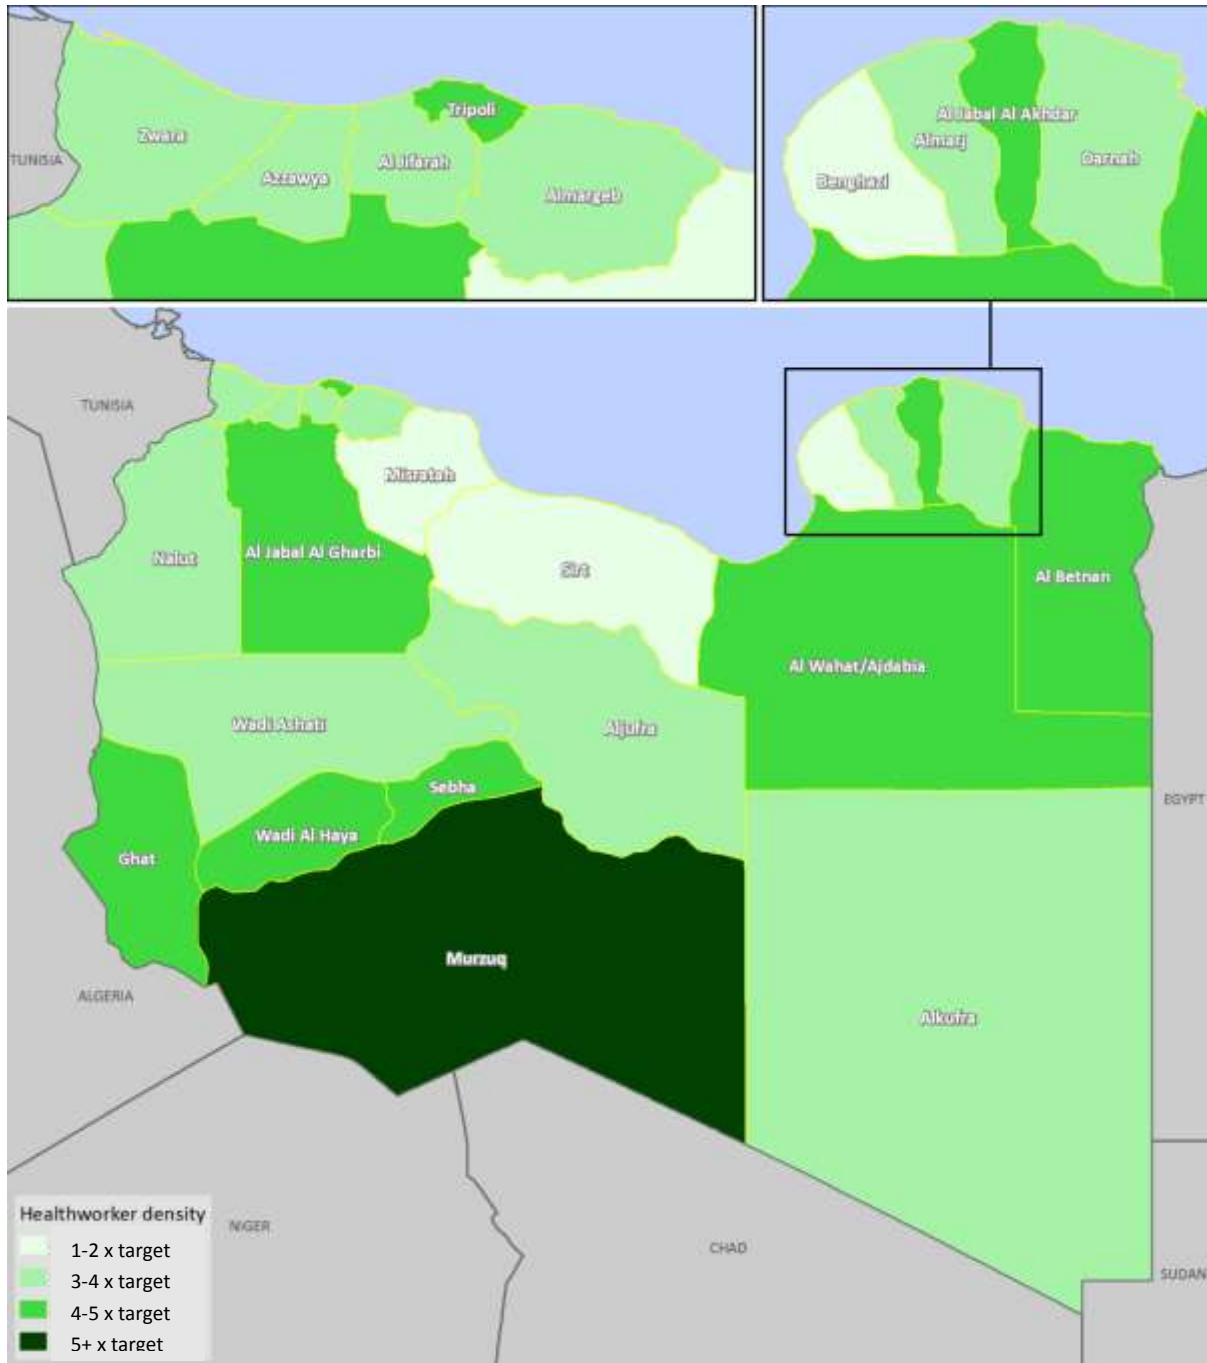 Tripoli
Zwara
TUNISIA
Al Jifarah
Azzawya
Almargeb
Al Jabal Al Akhdar
Almarj
Darnah
Benghazi
TUNISIA
Misratah
Nalut
Al Jabal Al Gharbi
Sirt
Al Betnan
Al Wahat/Ajdabia
Wadi Ashati
Aljufra
Sebha
EGYPT
Wadi Al Haya
Ghat
Murzuq
ALGERIA
Alkufra
Healthworker density
1-2 x target
3-4 x target
4-5 x target
5+ x target
NIGER
CHAD
SUDAN